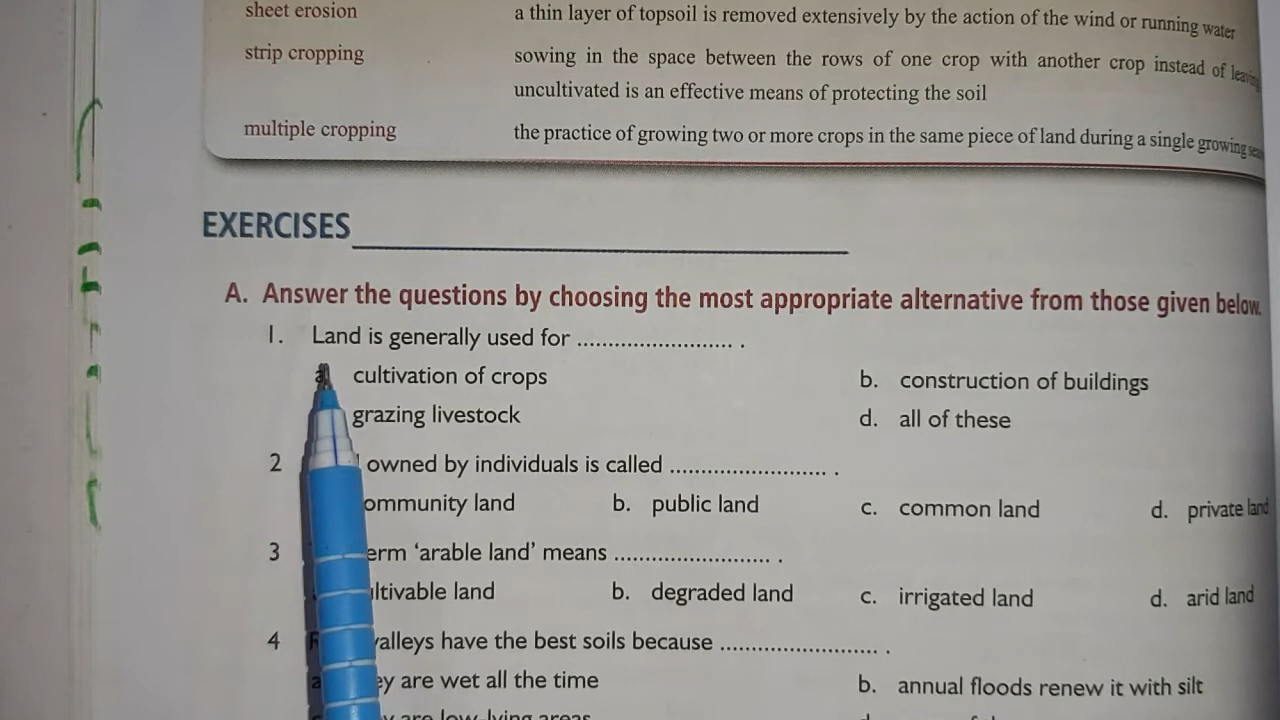 sheet erosion a thin layer of topsoil is removed extensively by the action of the wind or running water
strip cropping sowing in the space between the rows of one crop with another crop instead of
uncultivated is an effective means of protecting the soil
multiple cropping the practice of growing two or more crops in the same piece of land during a single growing
EXERCISES
A. Answer the questions by choosing the most appropriate alternative from those given below.
1. Land is generally used for ......................... .
cultivation of crops b. construction of buildings
grazing livestock d. all of these
2 owned by individuals is called ......................... .
ommunity land b. public land c. common land d. private land
3 erm ‘arable land’ means ......................... .
ltivable land b. degraded land c. irrigated land d. arid land
4 valleys have the best soils because ......................... .
ey are wet all the time b. annual floods renew it with silt
are low-lying areas d.